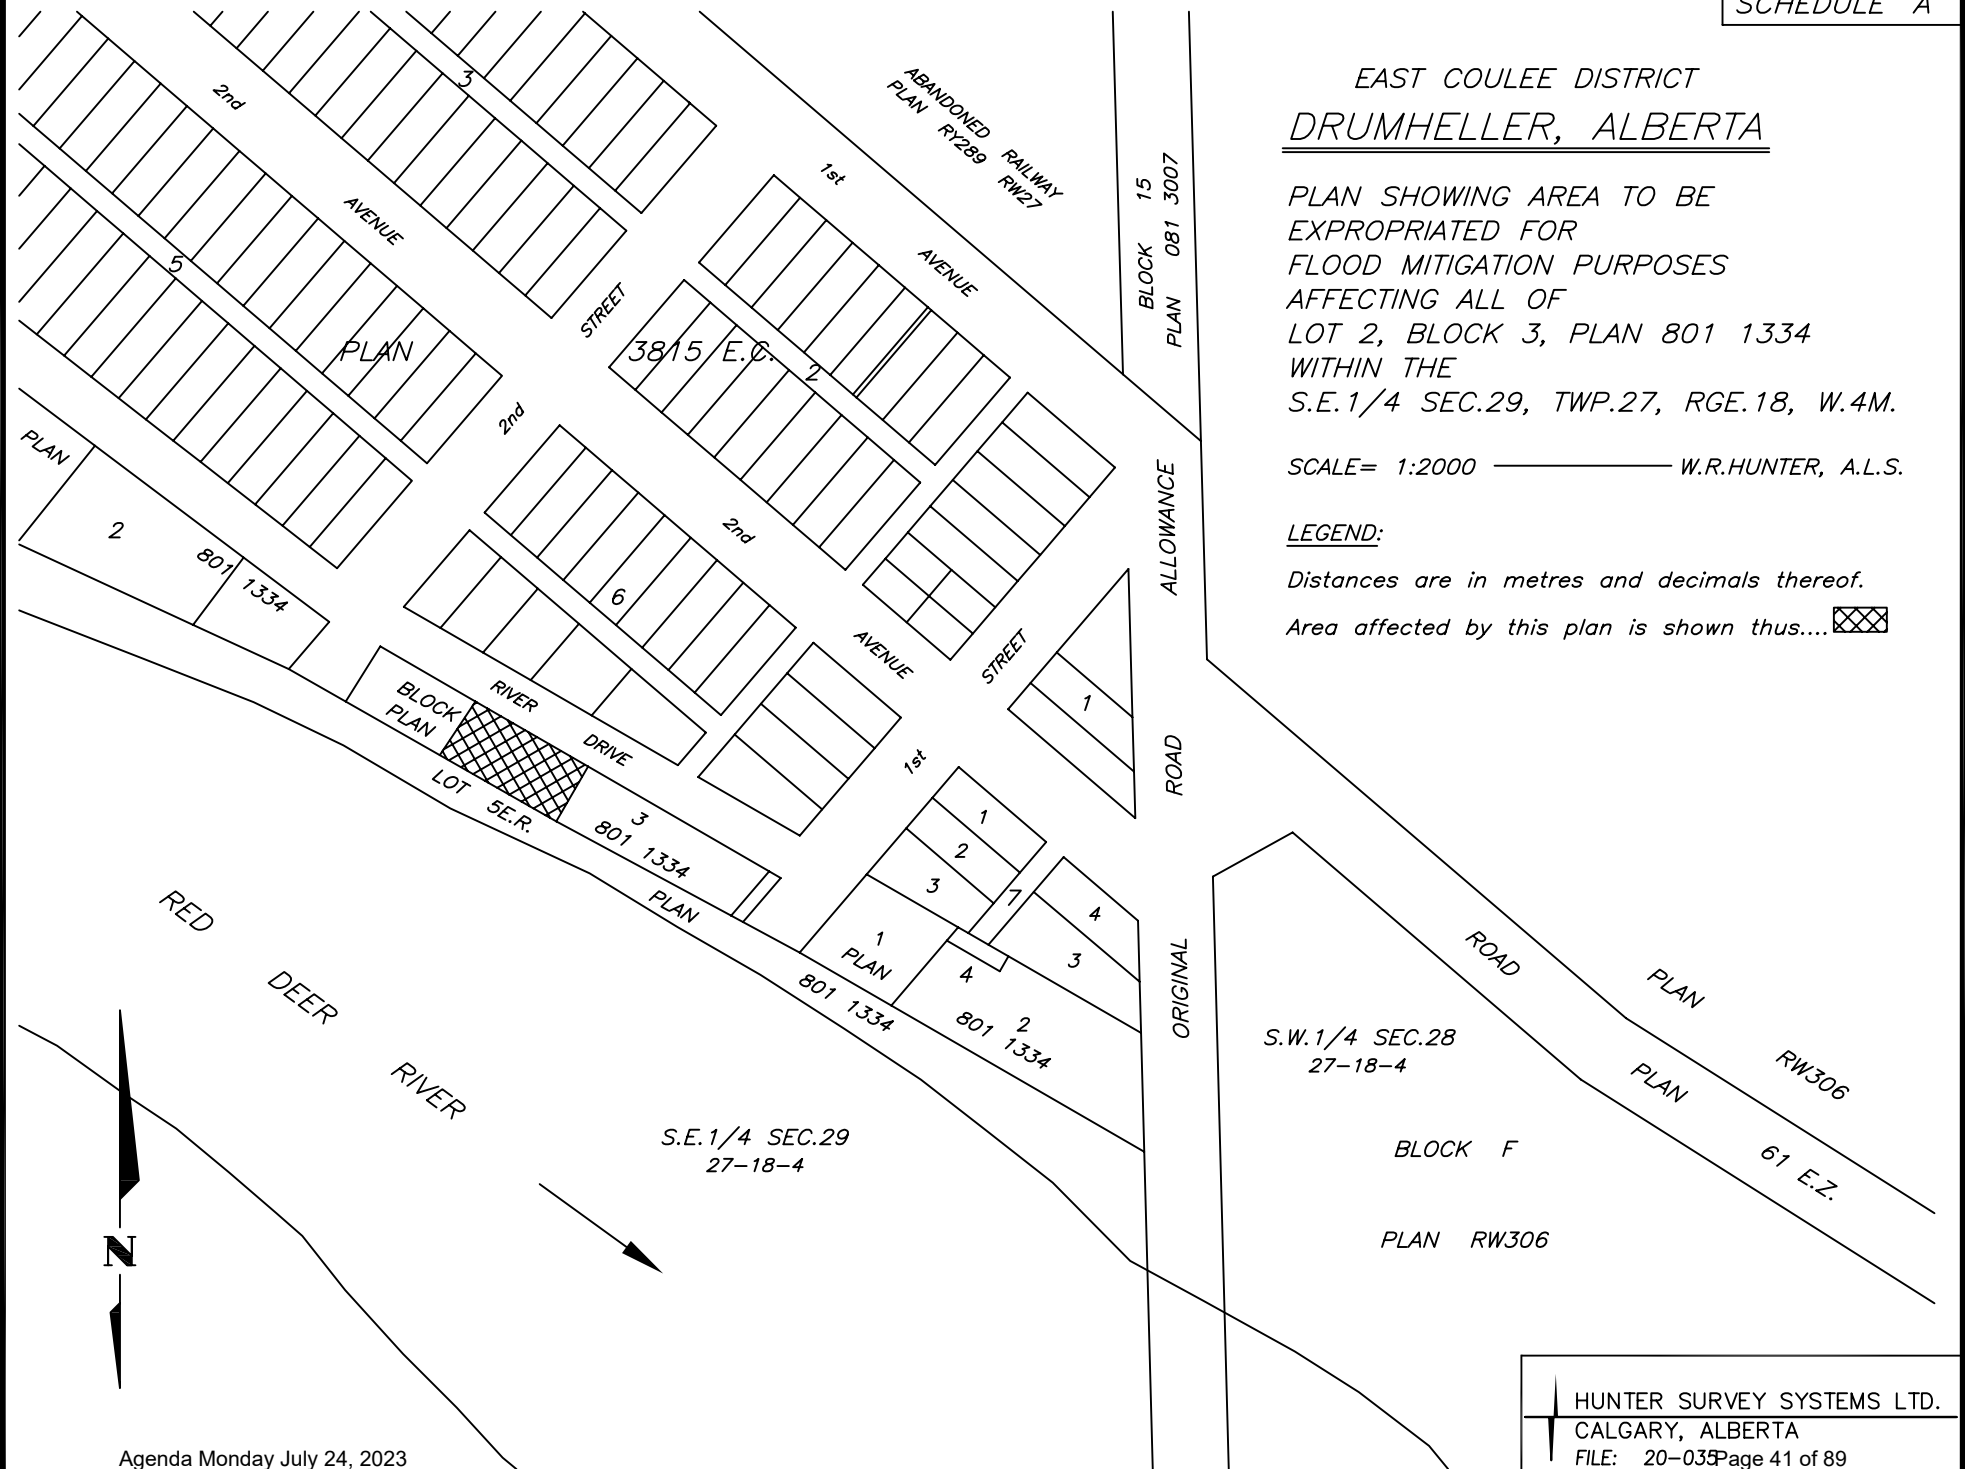 SCHEDULE "A"
EAST COULEE DISTRICT
DRUMHELLER, ALBERTA
PLAN SHOWING AREA TO BE
EXPROPRIATED FOR
FLOOD MITIGATION PURPOSES
AFFECTING ALL OF
LOT 2, BLOCK 3, PLAN 801 1334
WITHIN THE
S.E.1/4 SEC.29, TWP.27, RGE.18, W.4M.
SCALE= 1:2000 W.R.HUNTER, A.L.S.
LEGEND:
Distances are in metres and decimals thereof.
Area affected by this plan is shown thus....
ABANDONED RAILWAY
PLAN RY289 RW27
BLOCK 15
PLAN 081 3007
1st AVENUE
3
2nd AVENUE
5
PLAN 3815 E.C.
2
2nd STREET
2nd AVENUE
6
PLAN 801 1334
2
RIVER DRIVE
BLOCK 3
PLAN 801 1334
LOT 5E.R. PLAN 801 1334
1st STREET
1
1
2
3
7
4
3
1
PLAN 801 1334
4
2
ORIGINAL ROAD ALLOWANCE
ROAD PLAN 61 E.Z.
PLAN RW306
S.W.1/4 SEC.28
27-18-4
BLOCK F
PLAN RW306
RED DEER RIVER
S.E.1/4 SEC.29
27-18-4
N
HUNTER SURVEY SYSTEMS LTD.
CALGARY, ALBERTA
FILE: 20-035
Agenda Monday July 24, 2023
Page 41 of 89